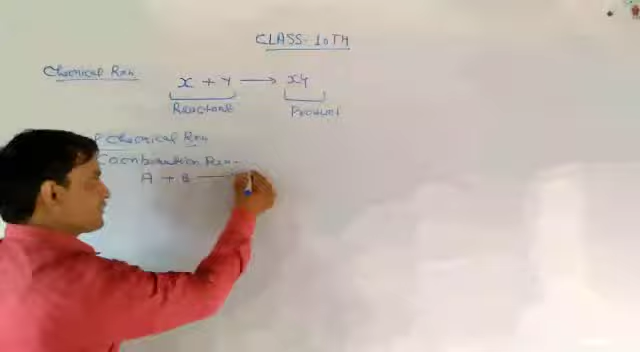 CLASS-10TH
Chemical Rxn
x + y → xy
Reactant Product
Chemical Rxn
Combination Rxn-
A + B →